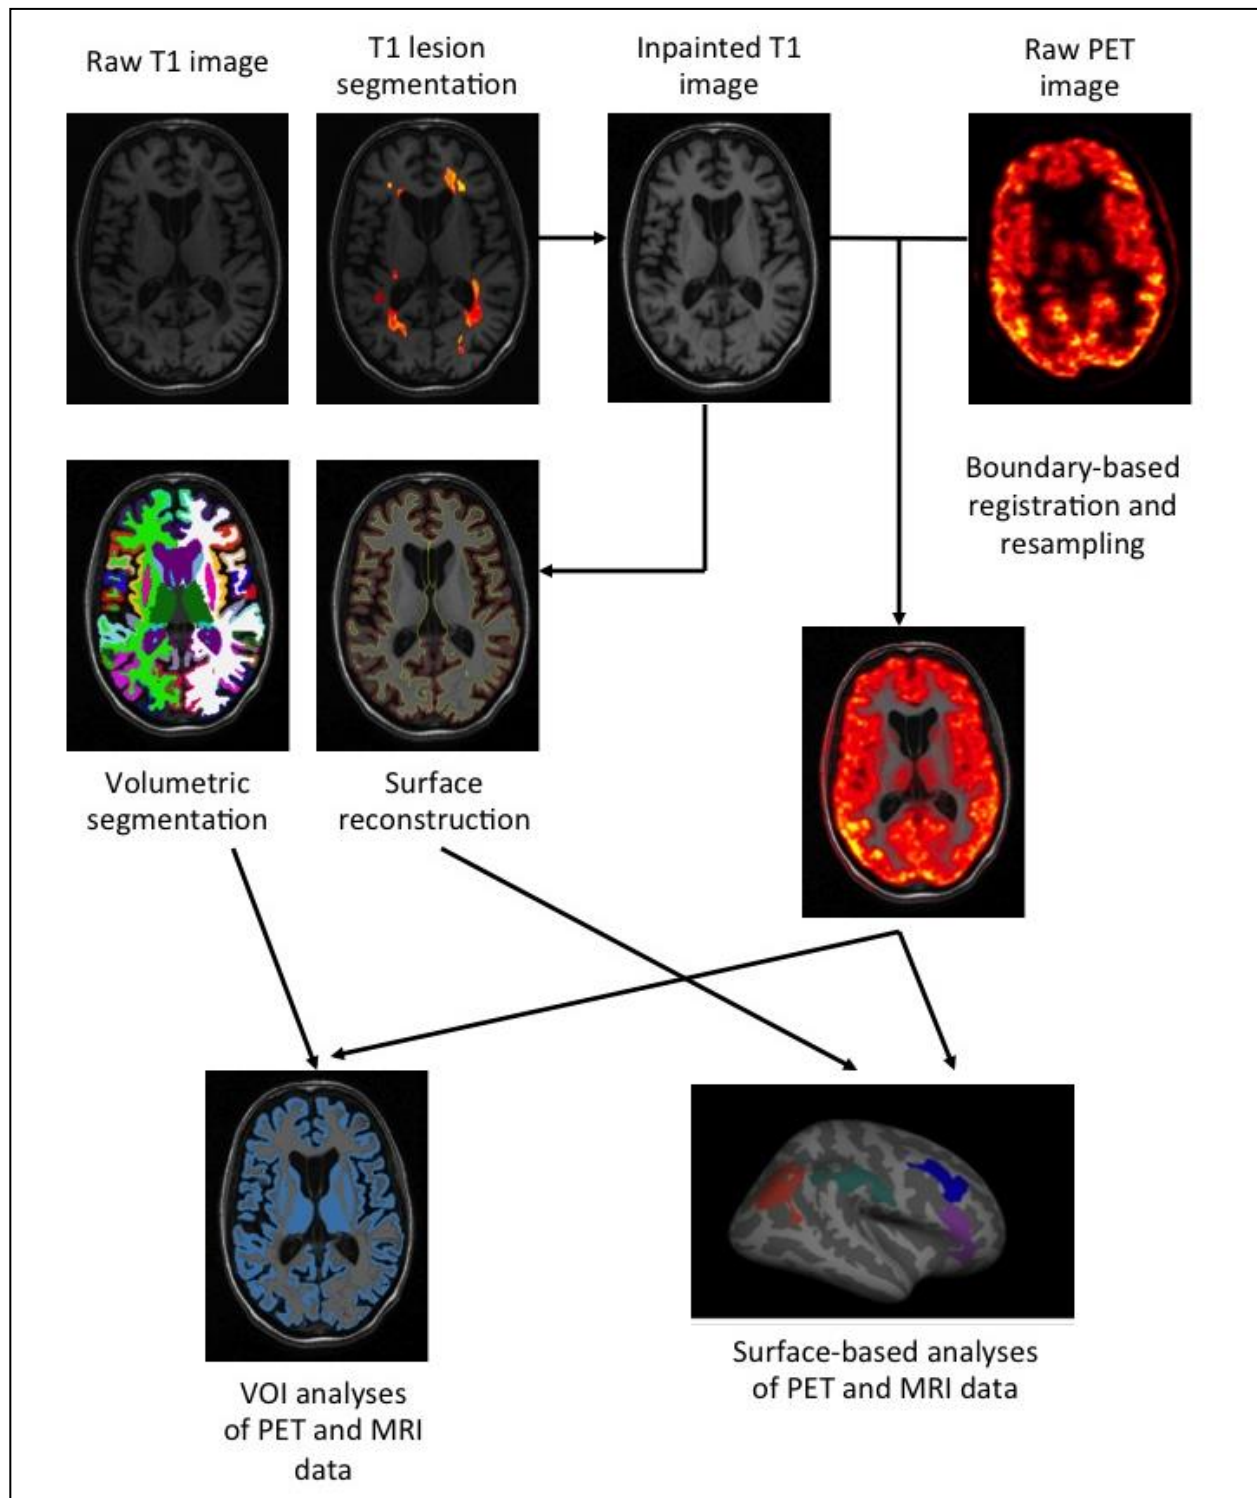 Raw T1 image
T1 lesion
segmentation
Inpainted T1
image
Raw PET
image
Boundary-based
registration and
resampling
Volumetric
segmentation
Surface
reconstruction
VOI analyses
of PET and MRI
data
Surface-based analyses
of PET and MRI data